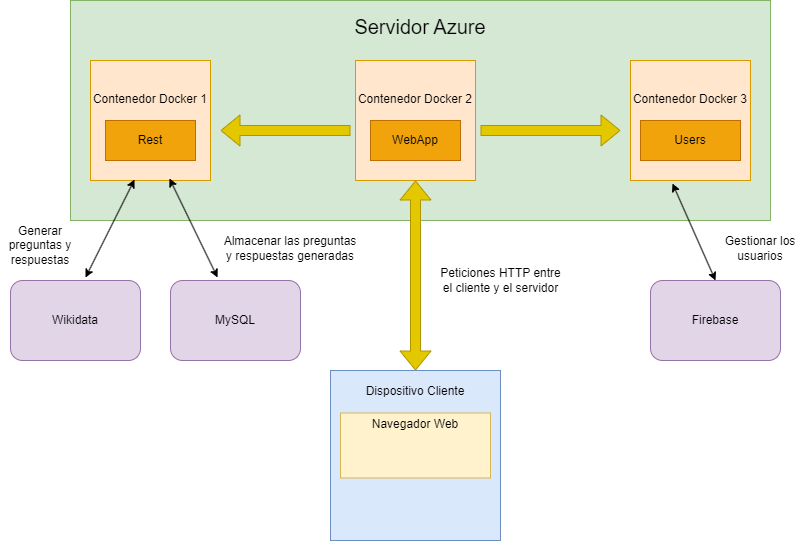 Servidor Azure
Contenedor Docker 1
Rest
Contenedor Docker 2
WebApp
Contenedor Docker 3
Users
Generar
preguntas y
respuestas
Almacenar las preguntas
y respuestas generadas
Peticiones HTTP entre
el cliente y el servidor
Gestionar los
usuarios
Wikidata
MySQL
Firebase
Dispositivo Cliente
Navegador Web